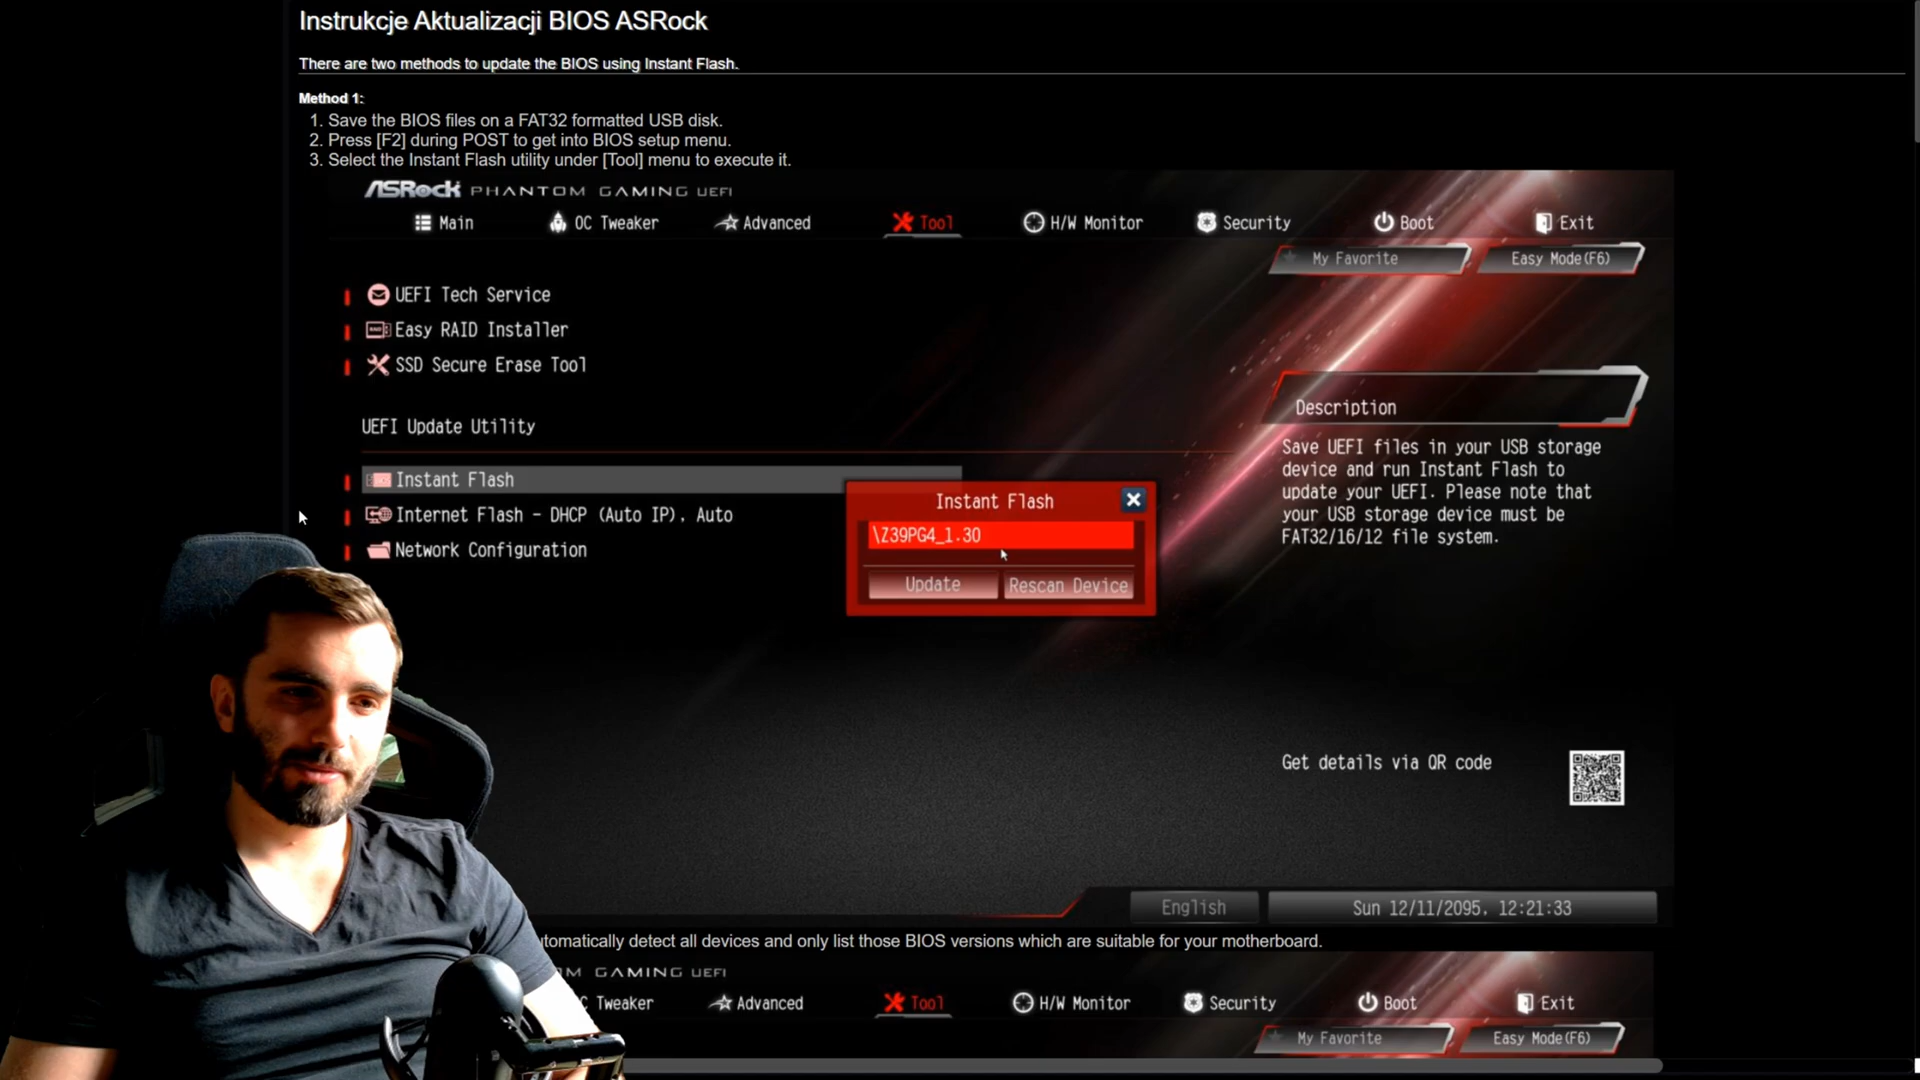 Instrukcje Aktualizacji BIOS ASRock
There are two methods to update the BIOS using Instant Flash.
Method 1:
1. Save the BIOS files on a FAT32 formatted USB disk.
2. Press [F2] during POST to get into BIOS setup menu.
3. Select the Instant Flash utility under [Tool] menu to execute it.
ASRock PHANTOM GAMING UEFI
Main OC Tweaker Advanced Tool H/W Monitor Security Boot Exit
My Favorite Easy Mode(F6)
UEFI Tech Service
Easy RAID Installer
SSD Secure Erase Tool
UEFI Update Utility
Instant Flash
Internet Flash - DHCP (Auto IP), Auto
Network Configuration
Instant Flash
\Z39PG4_1.30
Update Rescan Device
Description
Save UEFI files in your USB storage
device and run Instant Flash to
update your UEFI. Please note that
your USB storage device must be
FAT32/16/12 file system.
Get details via QR code
English Sun 12/11/2095, 12:21:33
utomatically detect all devices and only list those BIOS versions which are suitable for your motherboard.
OM GAMING UEFI
C Tweaker Advanced Tool H/W Monitor Security Boot Exit
My Favorite Easy Mode(F6)